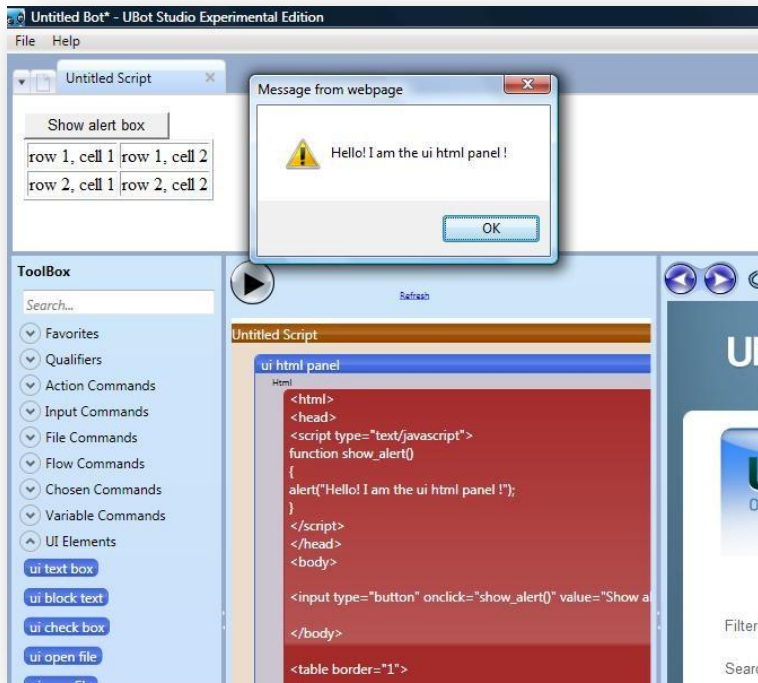 Untitled Bot* - UBot Studio Experimental Edition
File Help
Untitled Script
Message from webpage
Show alert box
row 1, cell 1 row 1, cell 2
row 2, cell 1 row 2, cell 2
Hello! I am the ui html panel !
OK
ToolBox
Search...
Favorites
Qualifiers
Action Commands
Input Commands
File Commands
Flow Commands
Chosen Commands
Variable Commands
UI Elements
ui text box
ui block text
ui check box
ui open file
Refresh
Untitled Script
ui html panel
Html
<html>
<head>
<script type="text/javascript">
function show_alert()
{
alert("Hello! I am the ui html panel !");
}
</script>
</head>
<body>
<input type="button" onclick="show_alert()" value="Show a
</body>
<table border="1">
U
Filter
Sear